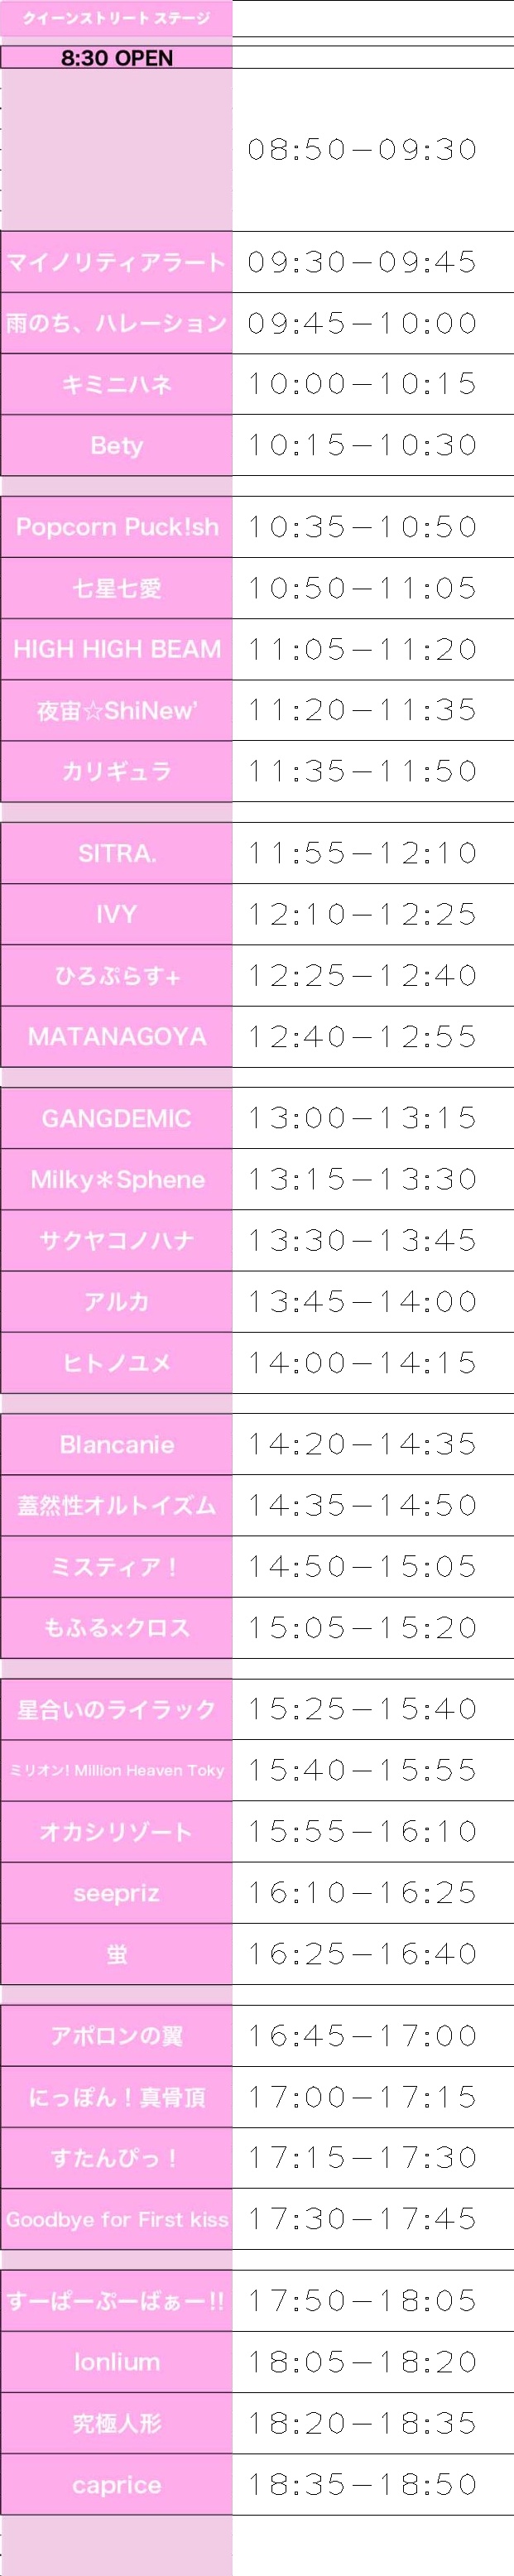 クイーンストリート ステージ
8:30 OPEN
08:50−09:30
マイノリティアラート 09:30−09:45
雨のち、ハレーション 09:45−10:00
キミニハネ 10:00−10:15
Bety 10:15−10:30
Popcorn Puck!sh 10:35−10:50
七星七愛 10:50−11:05
HIGH HIGH BEAM 11:05−11:20
夜宙☆ShiNew' 11:20−11:35
カリギュラ 11:35−11:50
SITRA. 11:55−12:10
IVY 12:10−12:25
ひろぷらす+ 12:25−12:40
MATANAGOYA 12:40−12:55
GANGDEMIC 13:00−13:15
Milky＊Sphene 13:15−13:30
サクヤコノハナ 13:30−13:45
アルカ 13:45−14:00
ヒトノユメ 14:00−14:15
Blancanie 14:20−14:35
蓋然性オルトイズム 14:35−14:50
ミスティア！ 14:50−15:05
もふる×クロス 15:05−15:20
星合いのライラック 15:25−15:40
ミリオン! Million Heaven Toky 15:40−15:55
オカシリゾート 15:55−16:10
seepriz 16:10−16:25
蛍 16:25−16:40
アポロンの翼 16:45−17:00
にっぽん！真骨頂 17:00−17:15
すたんぴっ！ 17:15−17:30
Goodbye for First kiss 17:30−17:45
すーぱーぷーばぁー!! 17:50−18:05
Ionlium 18:05−18:20
究極人形 18:20−18:35
caprice 18:35−18:50